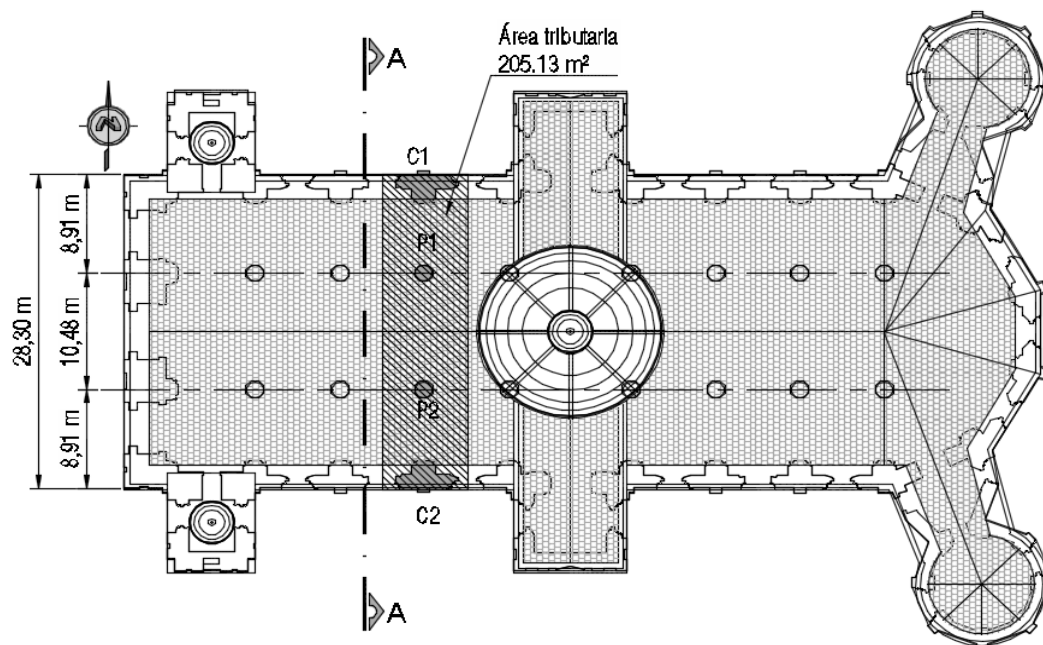 Área tributaria
205.13 m²
A
N
C1
8,91 m
P1
28,30 m
10,48 m
P2
8,91 m
C2
A